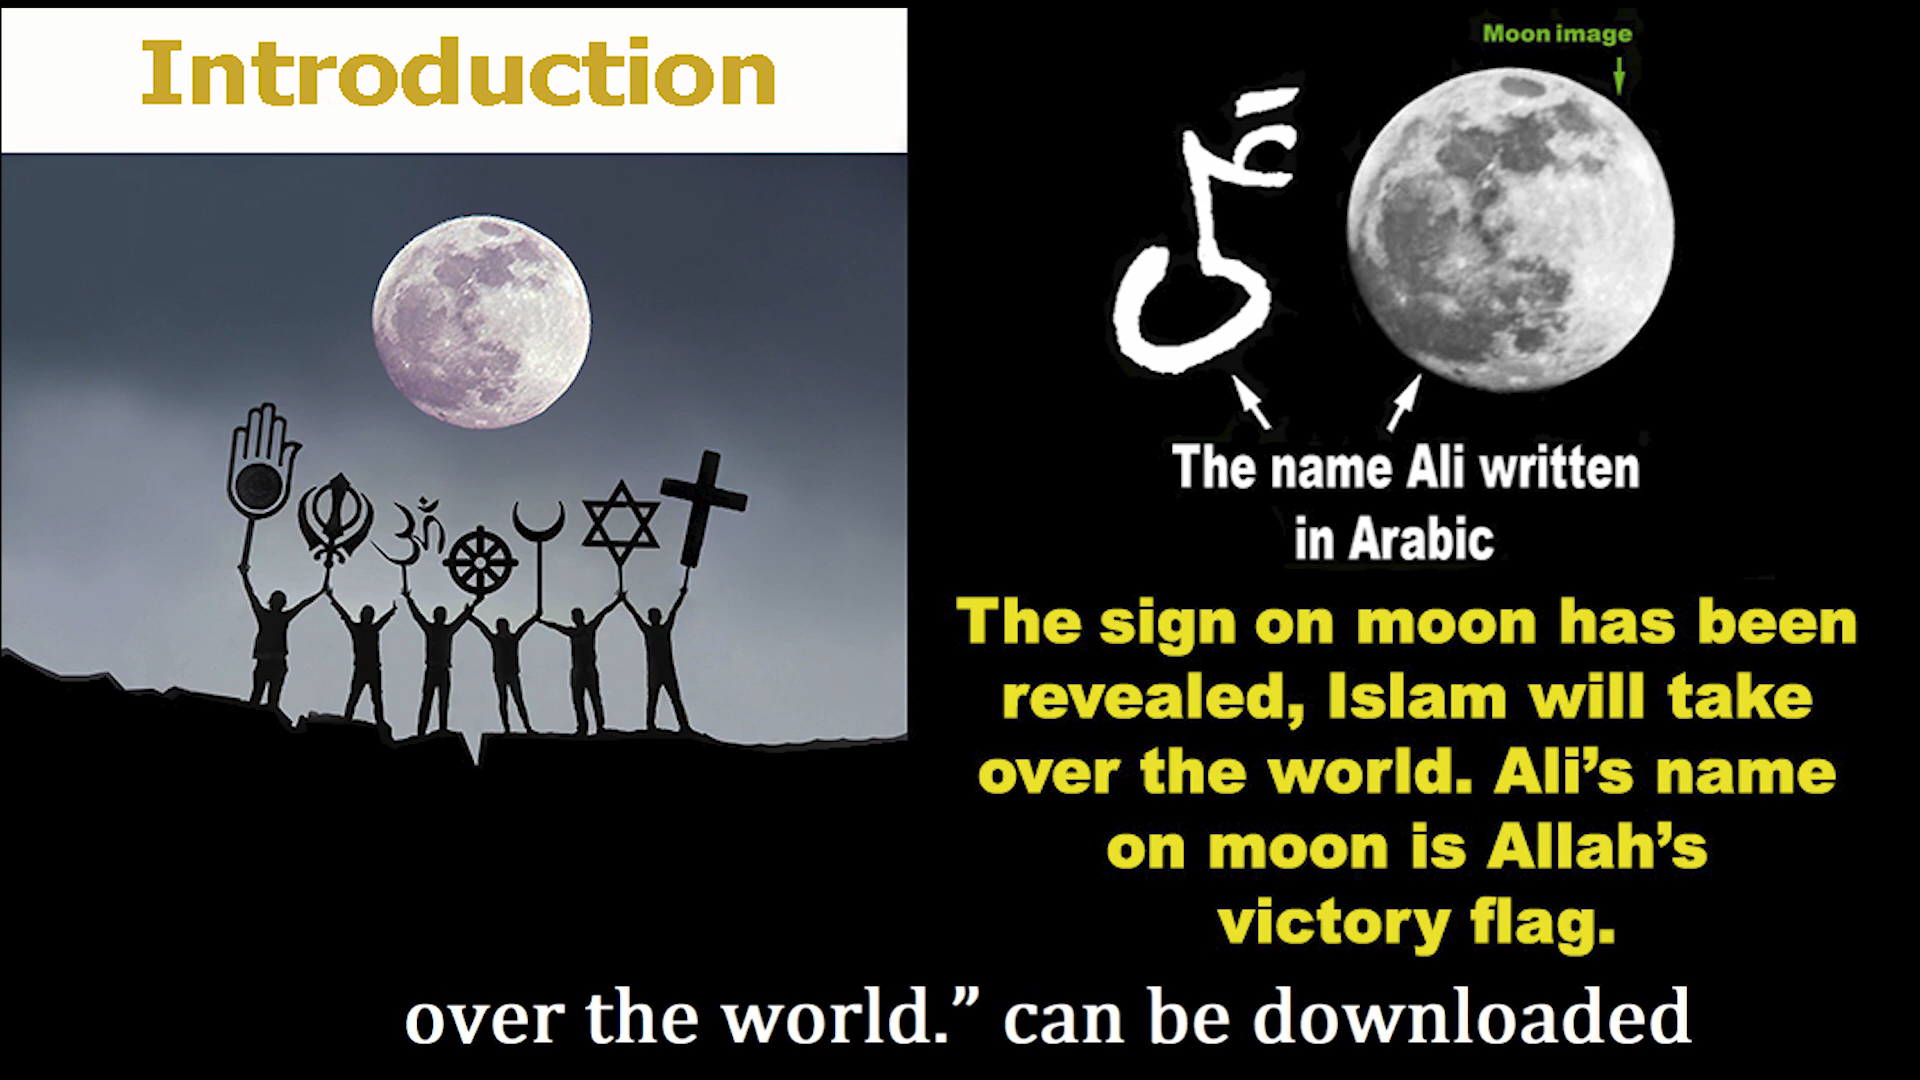 Introduction
Moon image
علی
The name Ali written
in Arabic
The sign on moon has been
revealed, Islam will take
over the world. Ali’s name
on moon is Allah’s
victory flag.
over the world.” can be downloaded